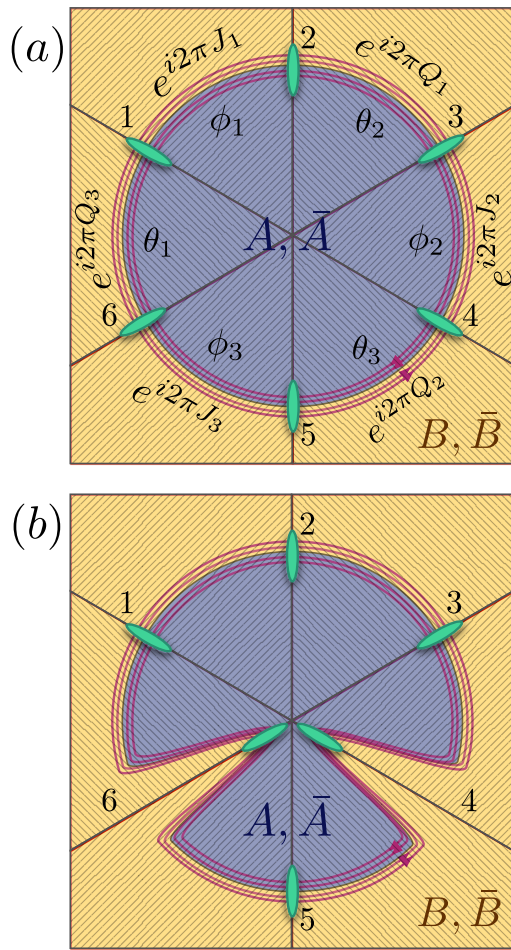 (a)
2
e^{i2πJ_1}
e^{i2πQ_1}
1
3
ϕ_1
θ_2
e^{i2πQ_3}
θ_1
A, Ā
ϕ_2
e^{i2πJ_2}
6
4
ϕ_3
θ_3
e^{i2πJ_3}
e^{i2πQ_2}
5
B, B̄
(b)
2
1
3
6
4
A, Ā
5
B, B̄